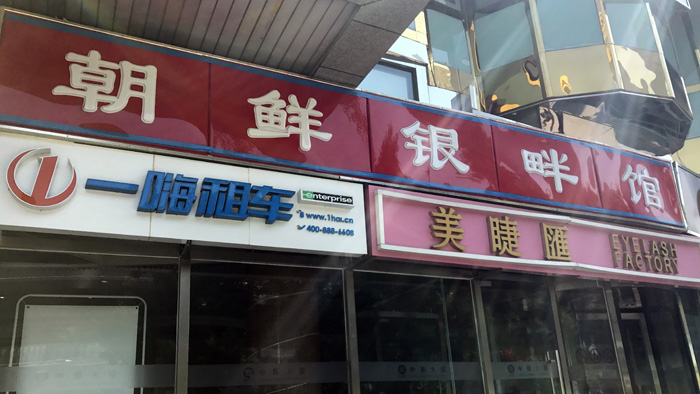 朝鲜银畔馆
一嗨租车
enterprise
www.1hai.cn
400-888-6608
美睫匯
EYELASH
FACTORY